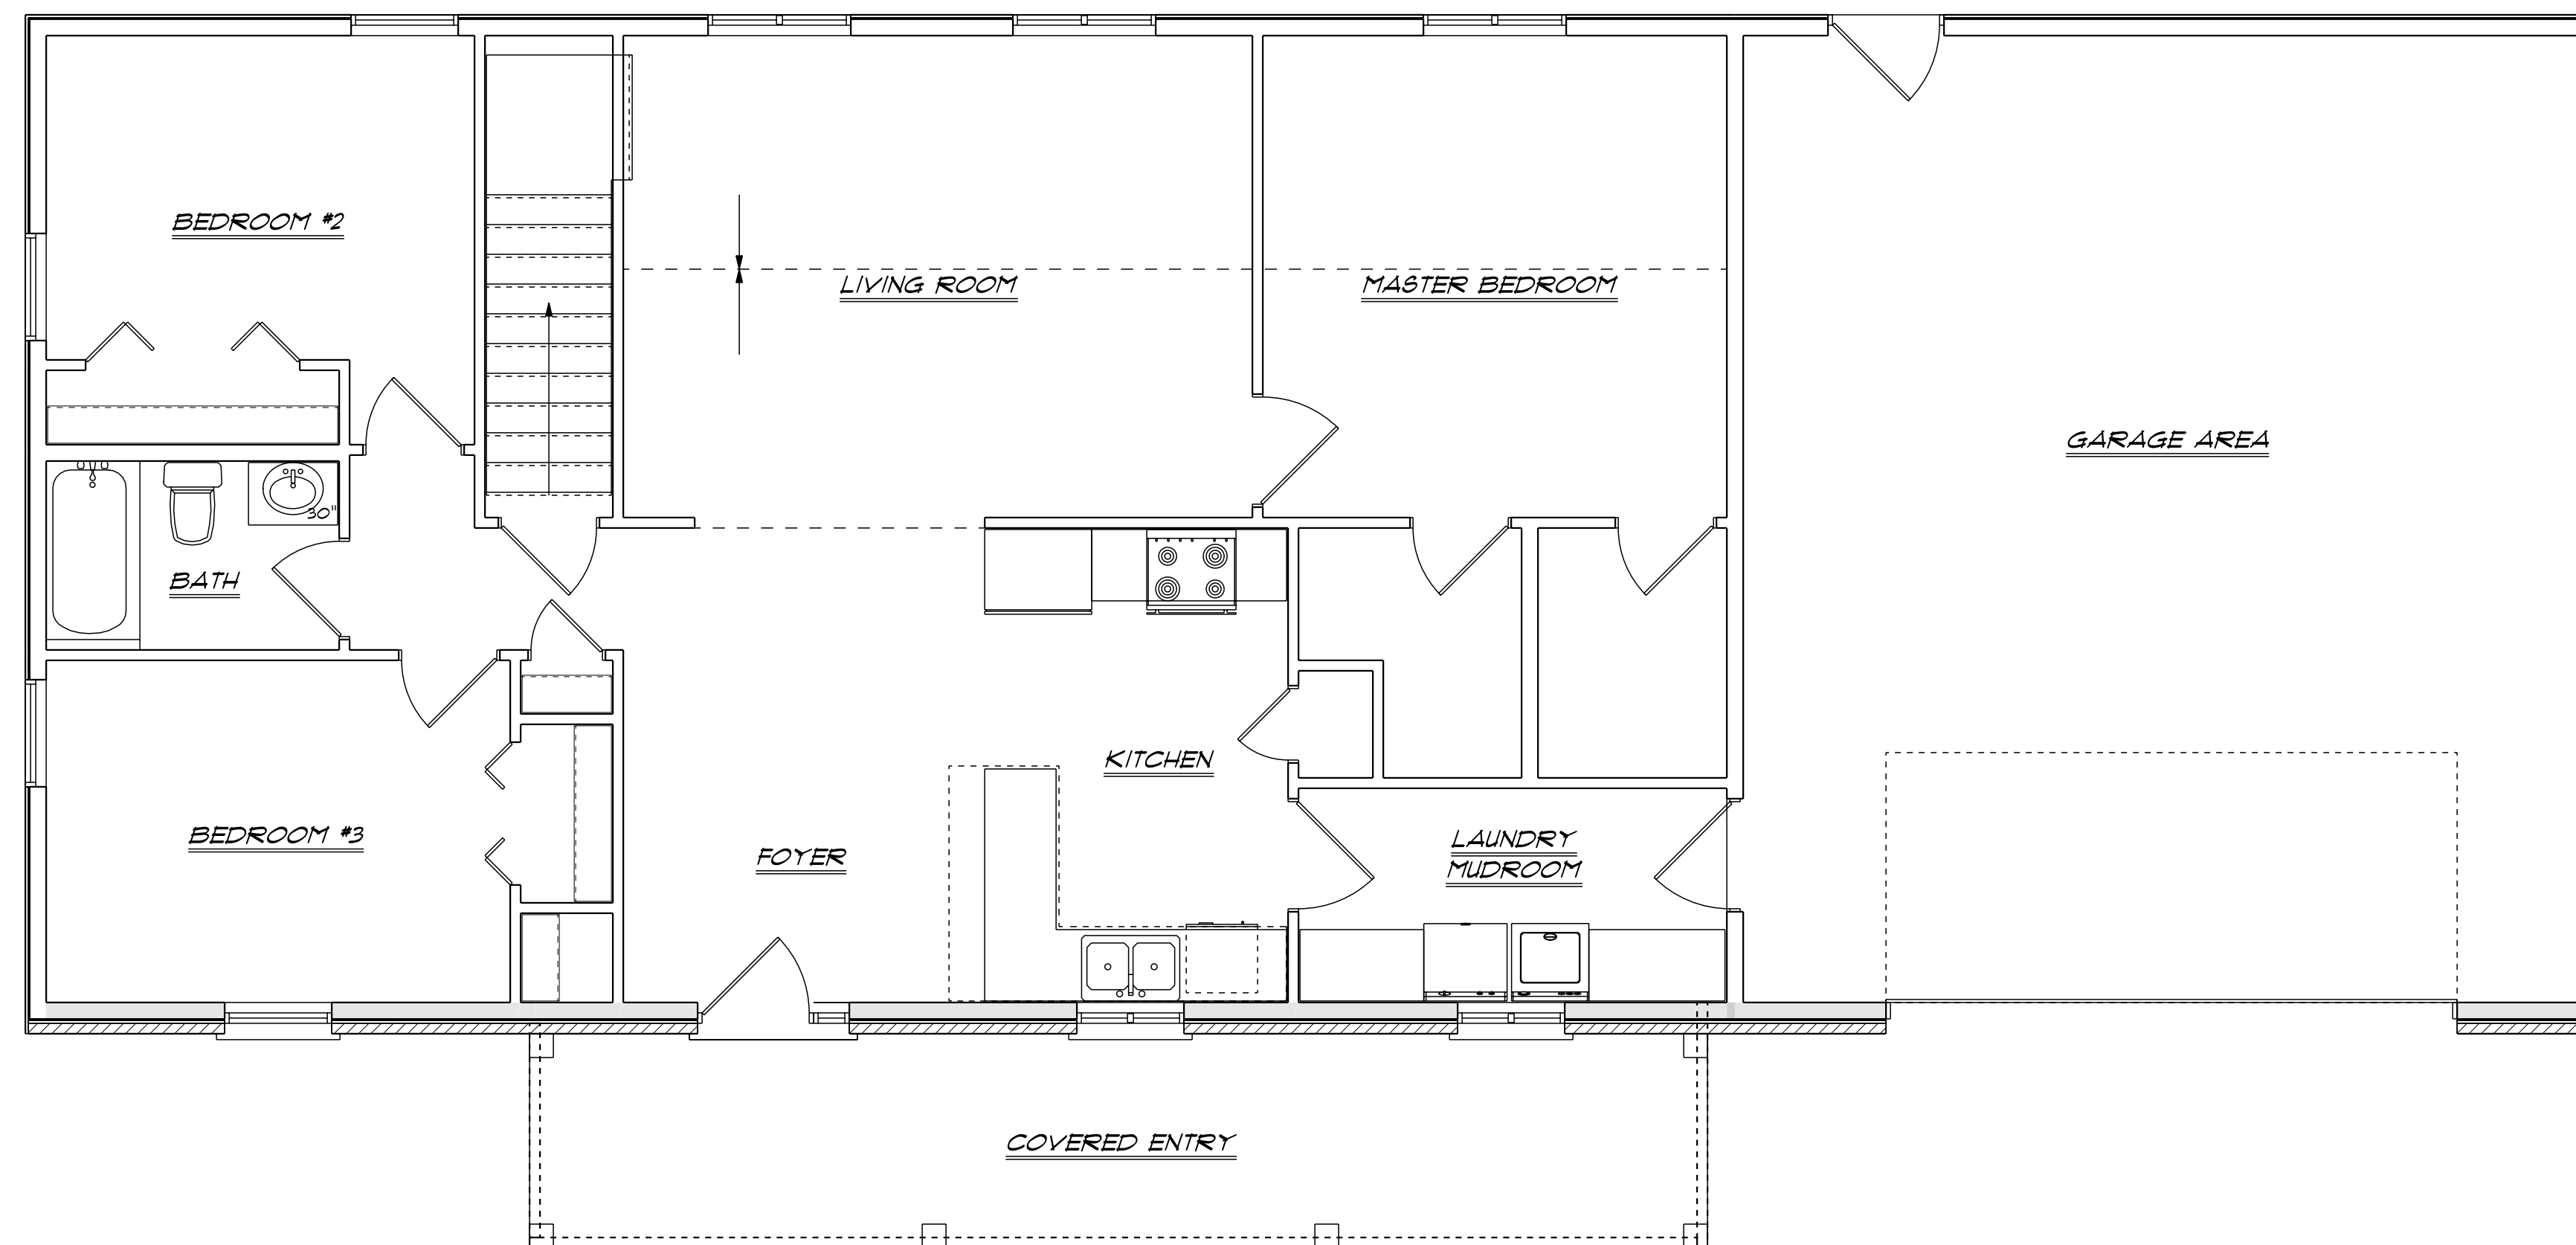 BEDROOM #2
LIVING ROOM
MASTER BEDROOM
GARAGE AREA
30"
BATH
KITCHEN
BEDROOM #3
FOYER
LAUNDRY
MUDROOM
COVERED ENTRY